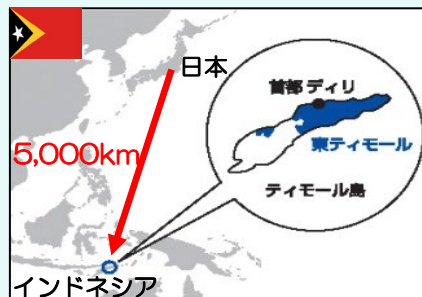 日本
首都 ディリ
東ティモール
5,000km
ティモール島
インドネシア